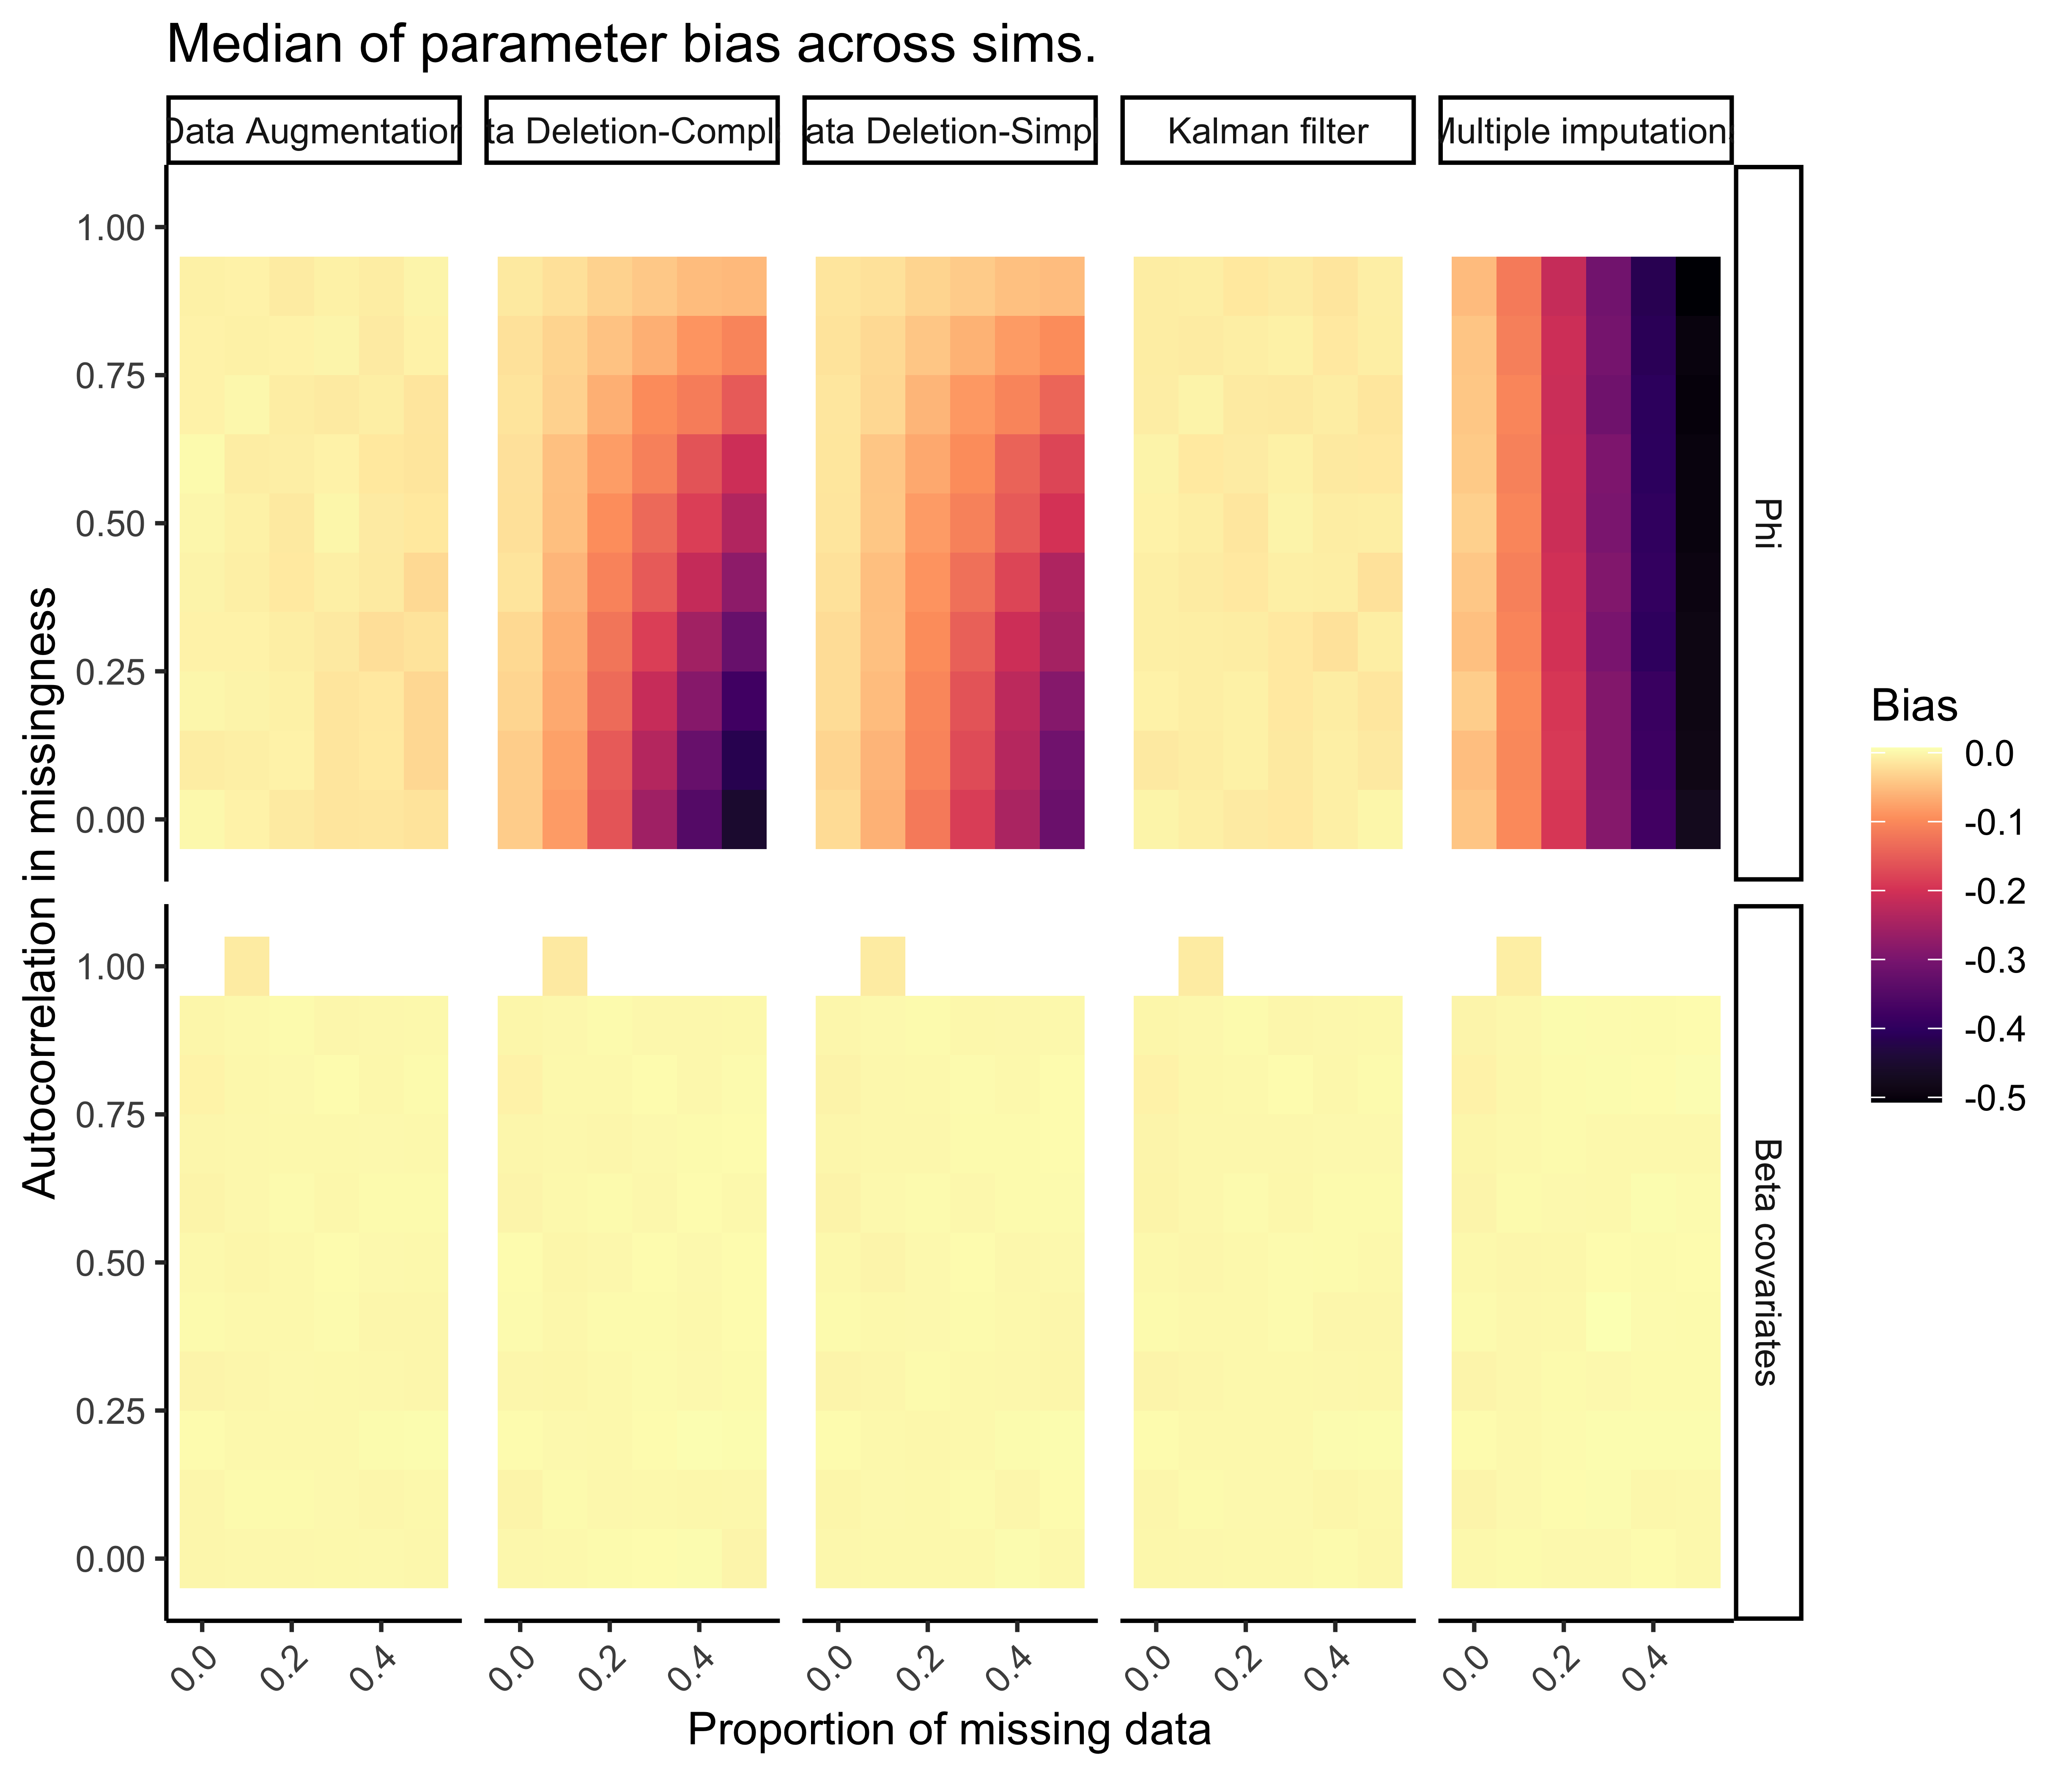 Median of parameter bias across sims.
Data Augmentation
ta Deletion-Compl
ata Deletion-Simp
Kalman filter
Multiple imputation
Autocorrelation in missingness
1.00
0.75
0.50
0.25
0.00
Phi
1.00
0.75
0.50
0.25
0.00
Beta covariates
0.0 0.2 0.4
0.0 0.2 0.4
0.0 0.2 0.4
0.0 0.2 0.4
0.0 0.2 0.4
Proportion of missing data
Bias
0.0
-0.1
-0.2
-0.3
-0.4
-0.5